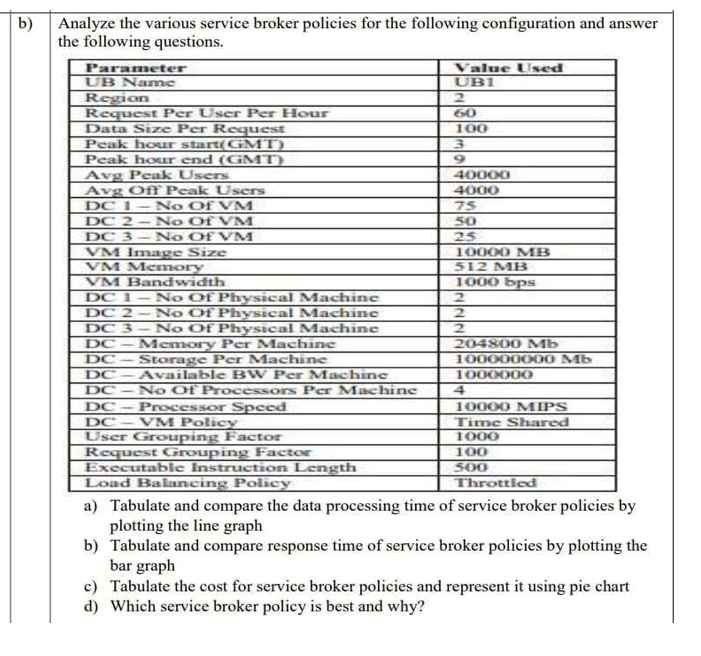 b) Analyze the various service broker policies for the following configuration and answer
the following questions.
Parameter Value Used
UB Name UB1
Region 2
Request Per User Per Hour 60
Data Size Per Request 100
Peak hour start(GMT) 3
Peak hour end (GMT) 9
Avg Peak Users 40000
Avg Off Peak Users 4000
DC 1 – No Of VM 75
DC 2 – No Of VM 50
DC 3 – No Of VM 25
VM Image Size 10000 MB
VM Memory 512 MB
VM Bandwidth 1000 bps
DC 1 – No Of Physical Machine 2
DC 2 – No Of Physical Machine 2
DC 3 – No Of Physical Machine 2
DC – Memory Per Machine 204800 Mb
DC – Storage Per Machine 100000000 Mb
DC – Available BW Per Machine 1000000
DC – No Of Processors Per Machine 4
DC – Processor Speed 10000 MIPS
DC – VM Policy Time Shared
User Grouping Factor 1000
Request Grouping Factor 100
Executable Instruction Length 500
Load Balancing Policy Throttled
a) Tabulate and compare the data processing time of service broker policies by
plotting the line graph
b) Tabulate and compare response time of service broker policies by plotting the
bar graph
c) Tabulate the cost for service broker policies and represent it using pie chart
d) Which service broker policy is best and why?